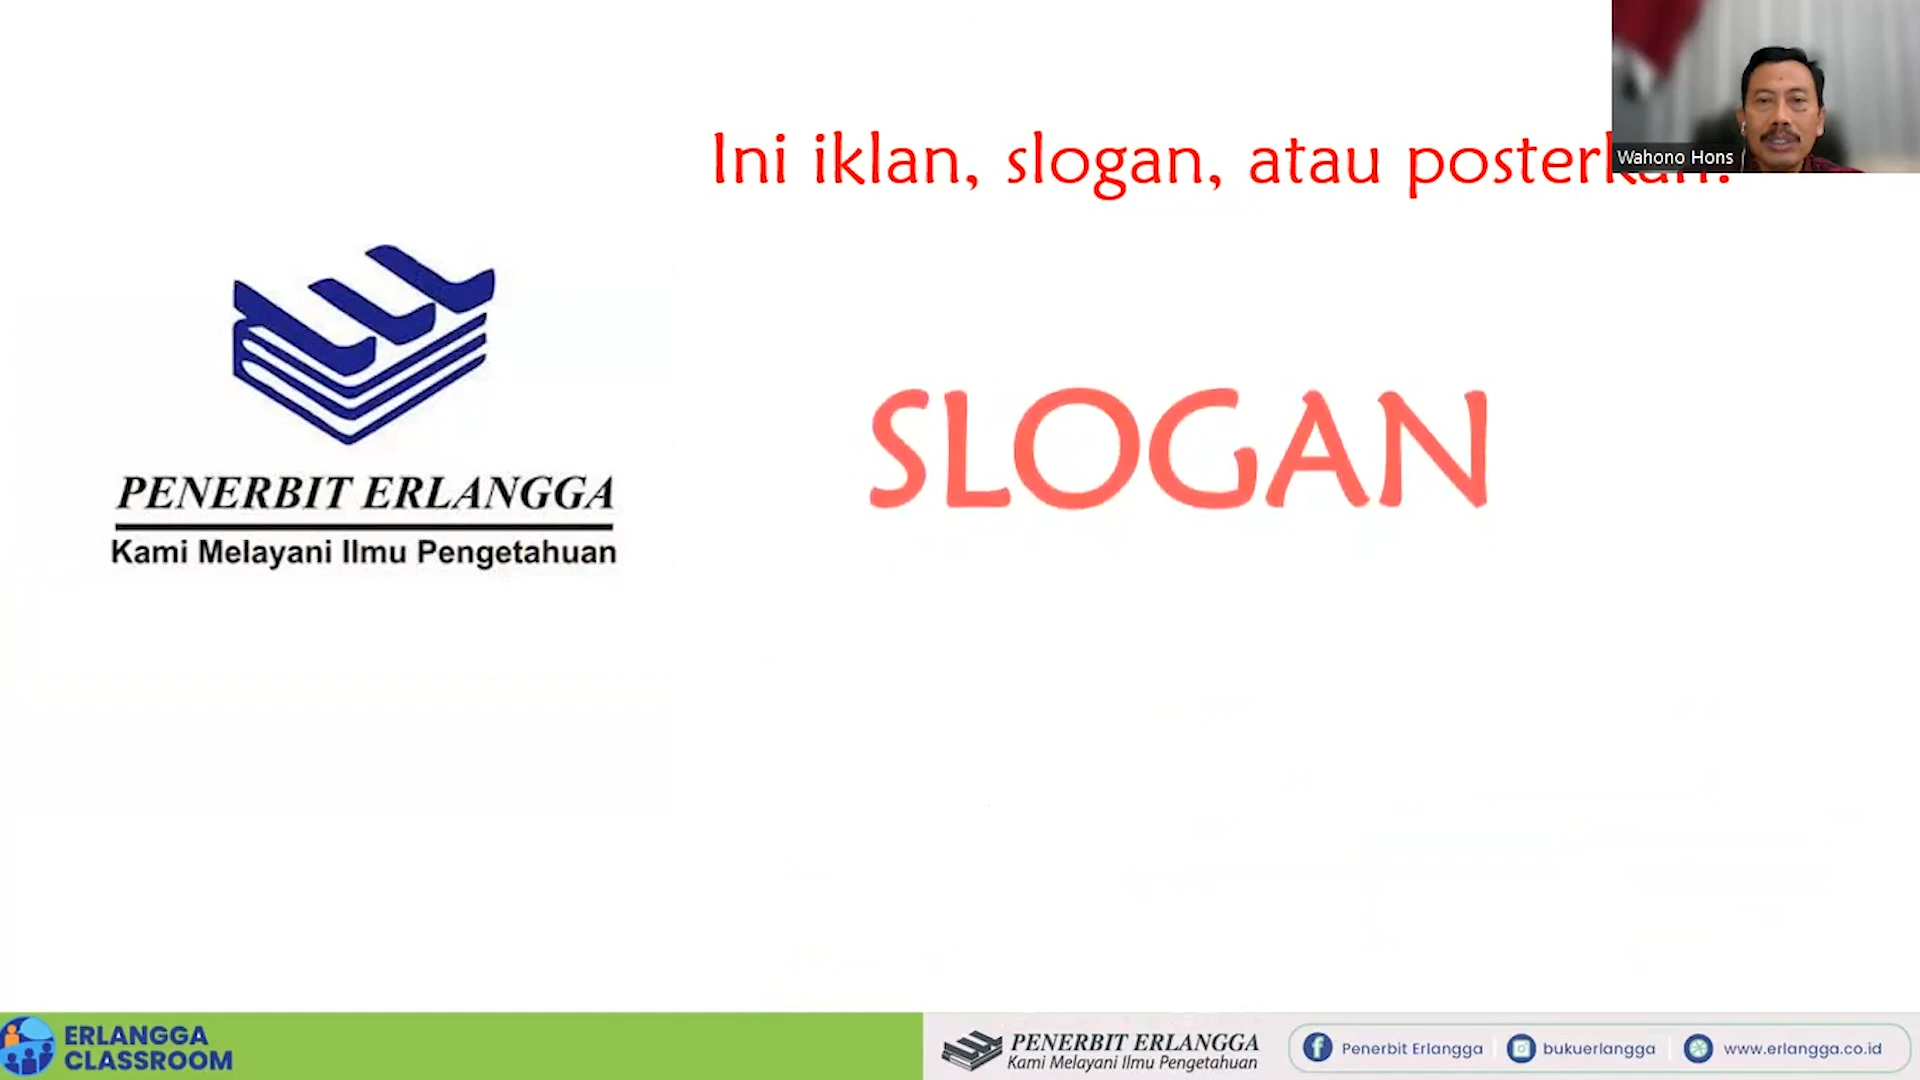 Ini iklan, slogan, atau
Wahono Hons
PENERBIT ERLANGGA
Kami Melayani Ilmu Pengetahuan
SLOGAN
ERLANGGA
CLASSROOM
PENERBIT ERLANGGA
Kami Melayani Ilmu Pengetahuan
Penerbit Erlangga
bukuerlangga
www.erlangga.co.id